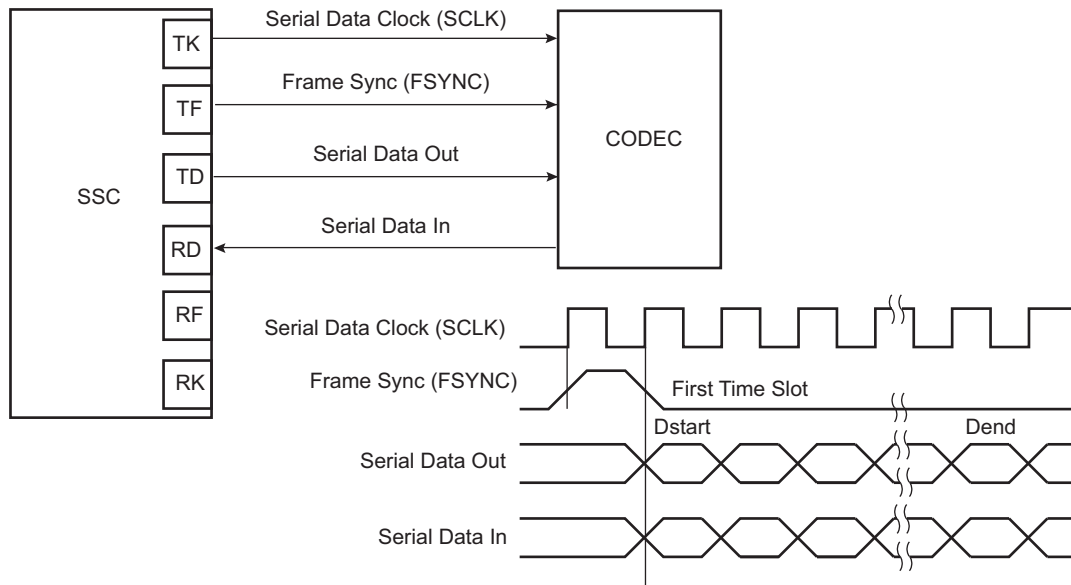 Serial Data Clock (SCLK)
TK
Frame Sync (FSYNC)
TF
CODEC
Serial Data Out
TD
SSC
Serial Data In
RD
RF
Serial Data Clock (SCLK)
RK
Frame Sync (FSYNC)
First Time Slot
Dstart
Dend
Serial Data Out
Serial Data In